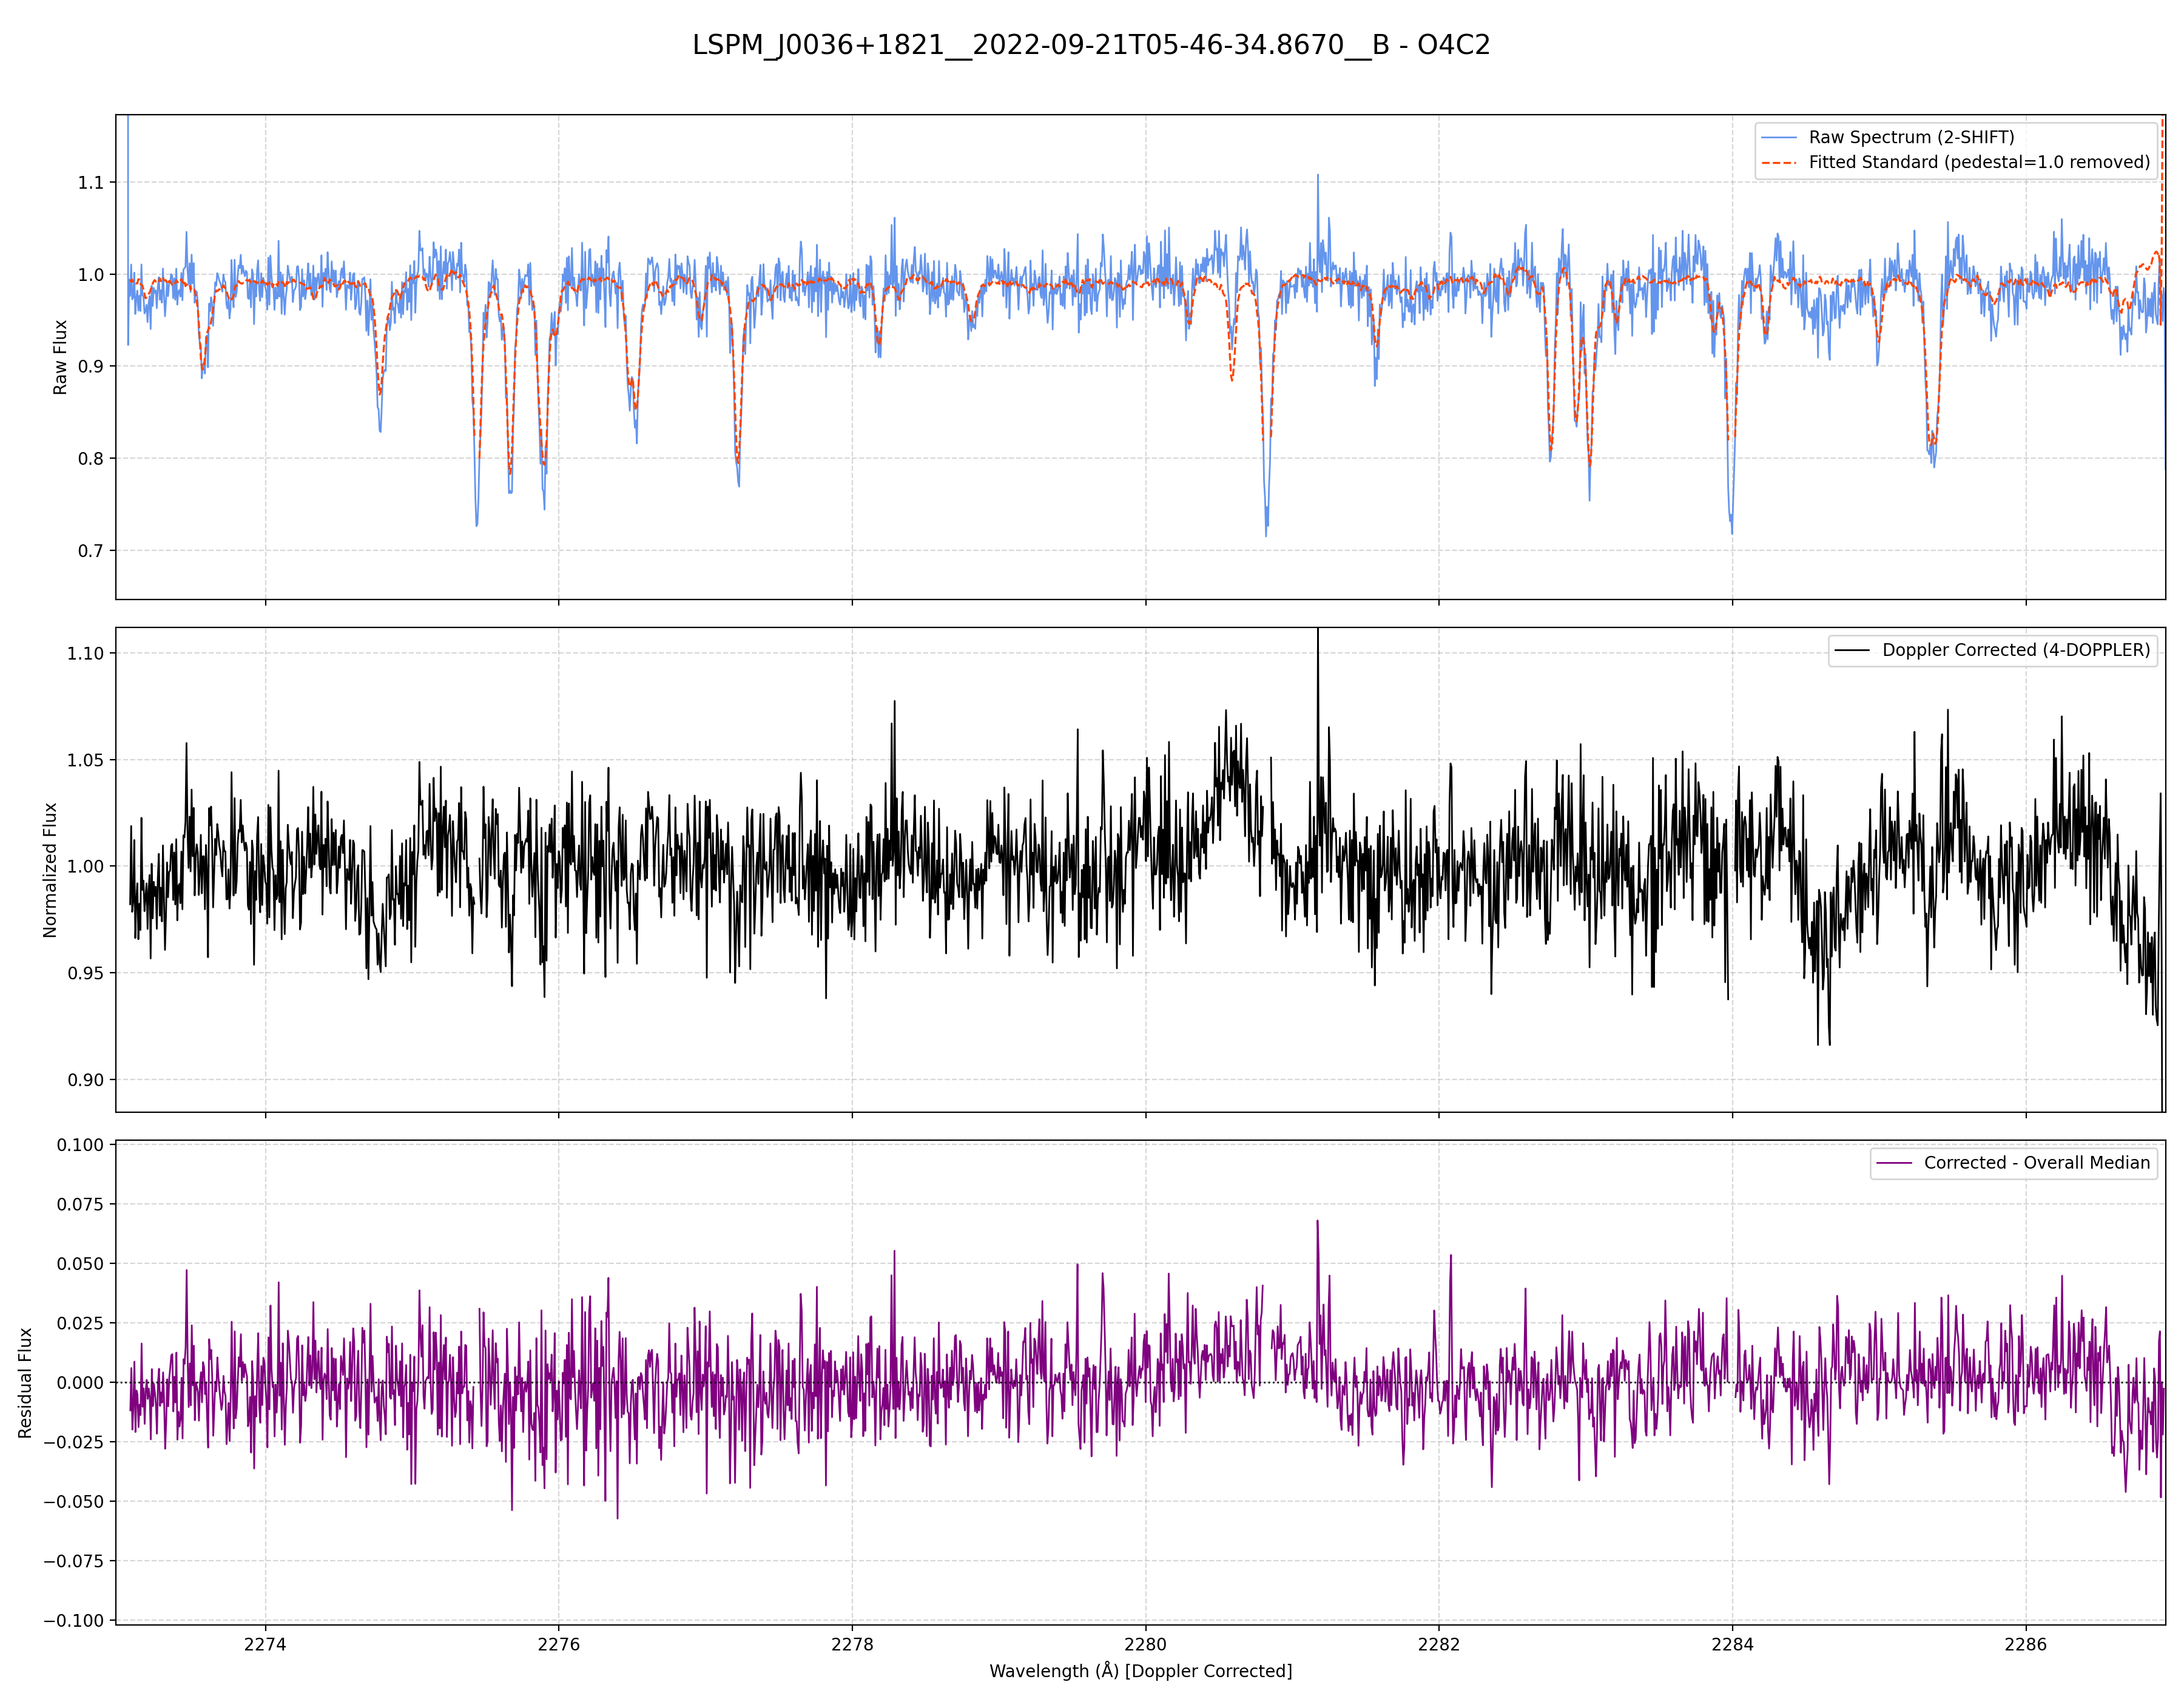 LSPM_J0036+1821__2022-09-21T05-46-34.8670__B - O4C2
Raw Spectrum (2-SHIFT)
Fitted Standard (pedestal=1.0 removed)
Raw Flux
1.1
1.0
0.9
0.8
0.7
Doppler Corrected (4-DOPPLER)
Normalized Flux
1.10
1.05
1.00
0.95
0.90
Corrected - Overall Median
Residual Flux
0.100
0.075
0.050
0.025
0.000
−0.025
−0.050
−0.075
−0.100
2274 2276 2278 2280 2282 2284 2286
Wavelength (Å) [Doppler Corrected]